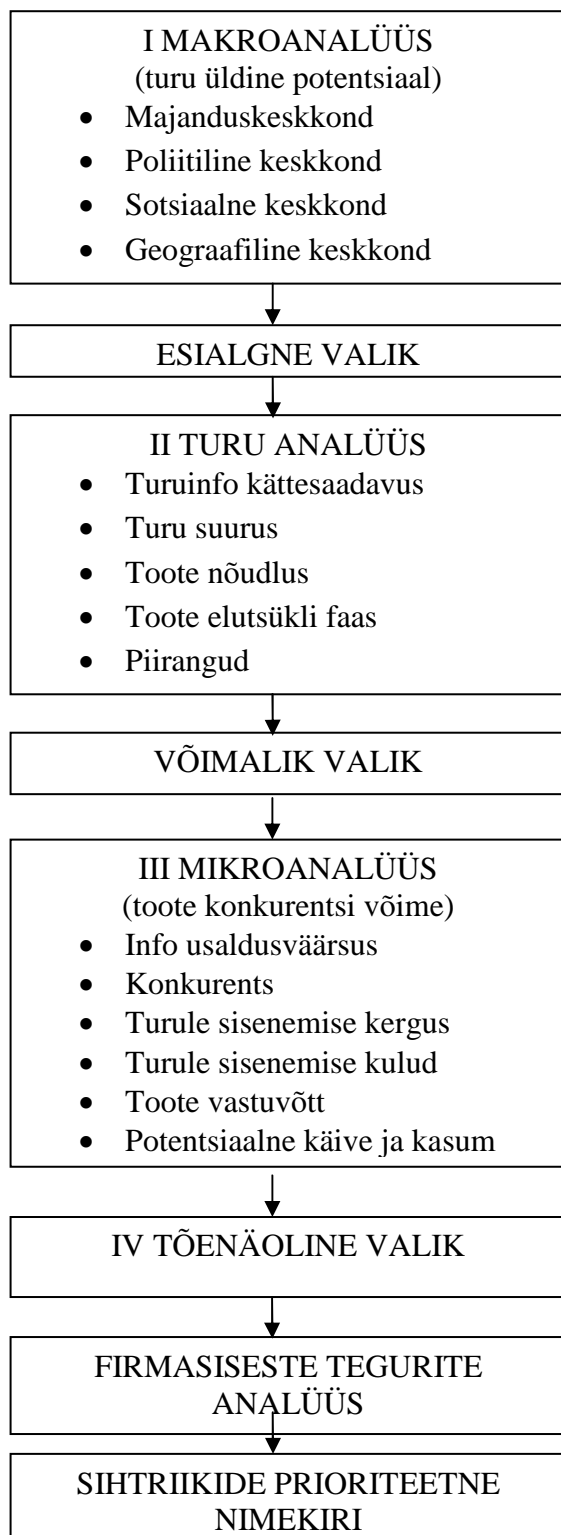 I MAKROANALÜÜS
(turu üldine potentsiaal)
• Majanduskeskkond
• Poliitiline keskkond
• Sotsiaalne keskkond
• Geograafiline keskkond
ESIALGNE VALIK
II TURU ANALÜÜS
• Turuinfo kättesaadavus
• Turu suurus
• Toote nõudlus
• Toote elutsükli faas
• Piirangud
VÕIMALIK VALIK
III MIKROANALÜÜS
(toote konkurentsi võime)
• Info usaldusväärsus
• Konkurents
• Turule sisenemise kergus
• Turule sisenemise kulud
• Toote vastuvõtt
• Potentsiaalne käive ja kasum
IV TÕENÄOLINE VALIK
FIRMASISESTE TEGURITE
ANALÜÜS
SIHTRIIKIDE PRIORITEETNE
NIMEKIRI